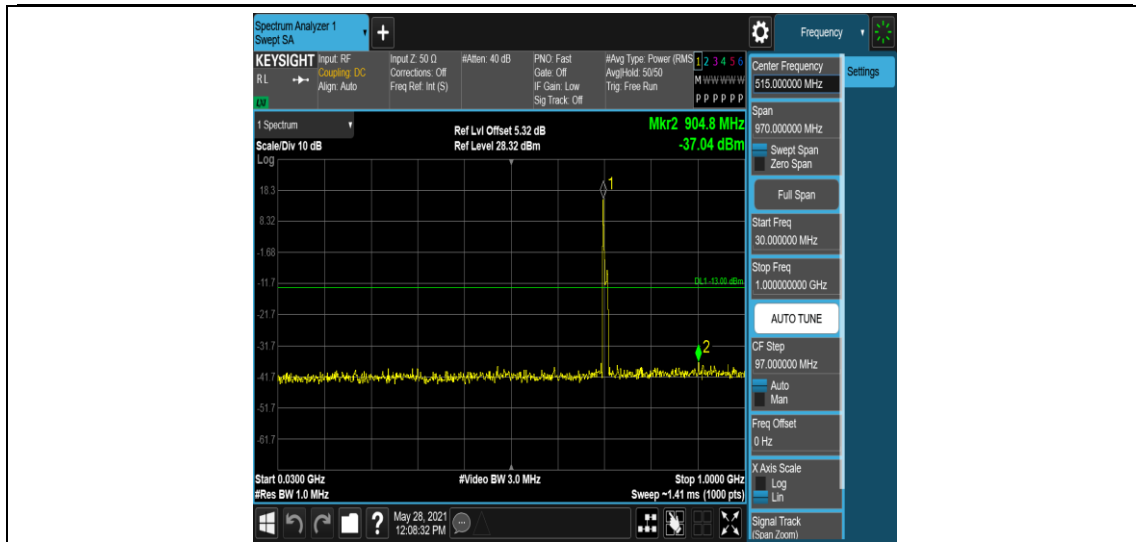 Spectrum Analyzer 1
Swept SA
+
Frequency
KEYSIGHT
RL
LXI
Input: RF
Coupling: DC
Align: Auto
Input Z: 50 Ω
Corrections: Off
Freq Ref: Int (S)
#Atten: 40 dB
PNO: Fast
Gate: Off
IF Gain: Low
Sig Track: Off
#Avg Type: Power (RMS
Avg|Hold: 50/50
Trig: Free Run
1 2 3 4 5 6
M W W W W W
P P P P P P
1 Spectrum
Scale/Div 10 dB
Log
Ref Lvl Offset 5.32 dB
Ref Level 28.32 dBm
Mkr2 904.8 MHz
-37.04 dBm
1
18.3
8.32
-1.68
-11.7
DL1 -13.00 dBm
-21.7
-31.7
2
-41.7
-51.7
-61.7
Start 0.0300 GHz
#Res BW 1.0 MHz
#Video BW 3.0 MHz
Stop 1.0000 GHz
Sweep ~1.41 ms (1000 pts)
Center Frequency
515.000000 MHz
Settings
Span
970.000000 MHz
Swept Span
Zero Span
Full Span
Start Freq
30.000000 MHz
Stop Freq
1.000000000 GHz
AUTO TUNE
CF Step
97.000000 MHz
Auto
Man
Freq Offset
0 Hz
X Axis Scale
Log
Lin
Signal Track
(Span Zoom)
?
May 28, 2021
12:08:32 PM